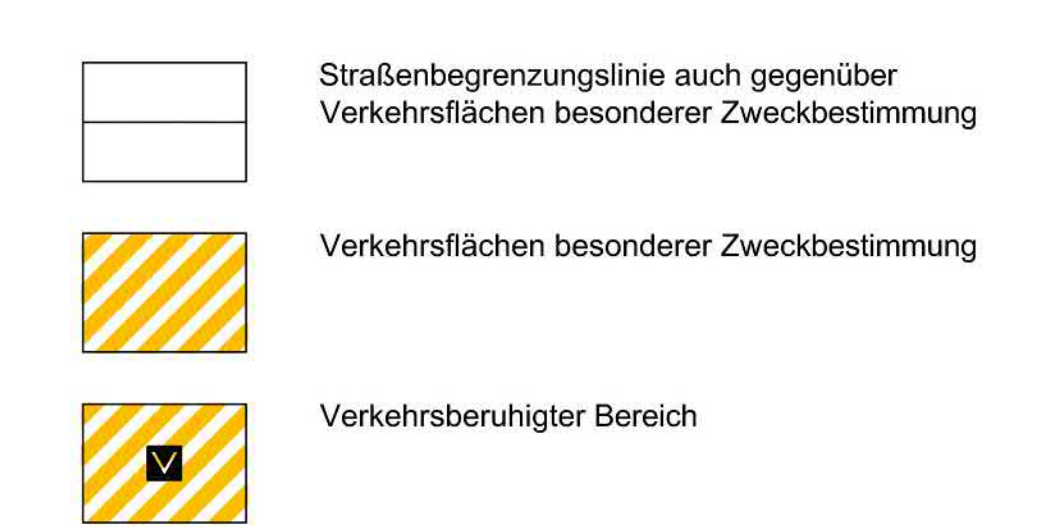 Straßenbegrenzungslinie auch gegenüber
Verkehrsflächen besonderer Zweckbestimmung
Verkehrsflächen besonderer Zweckbestimmung
Verkehrsberuhigter Bereich
V